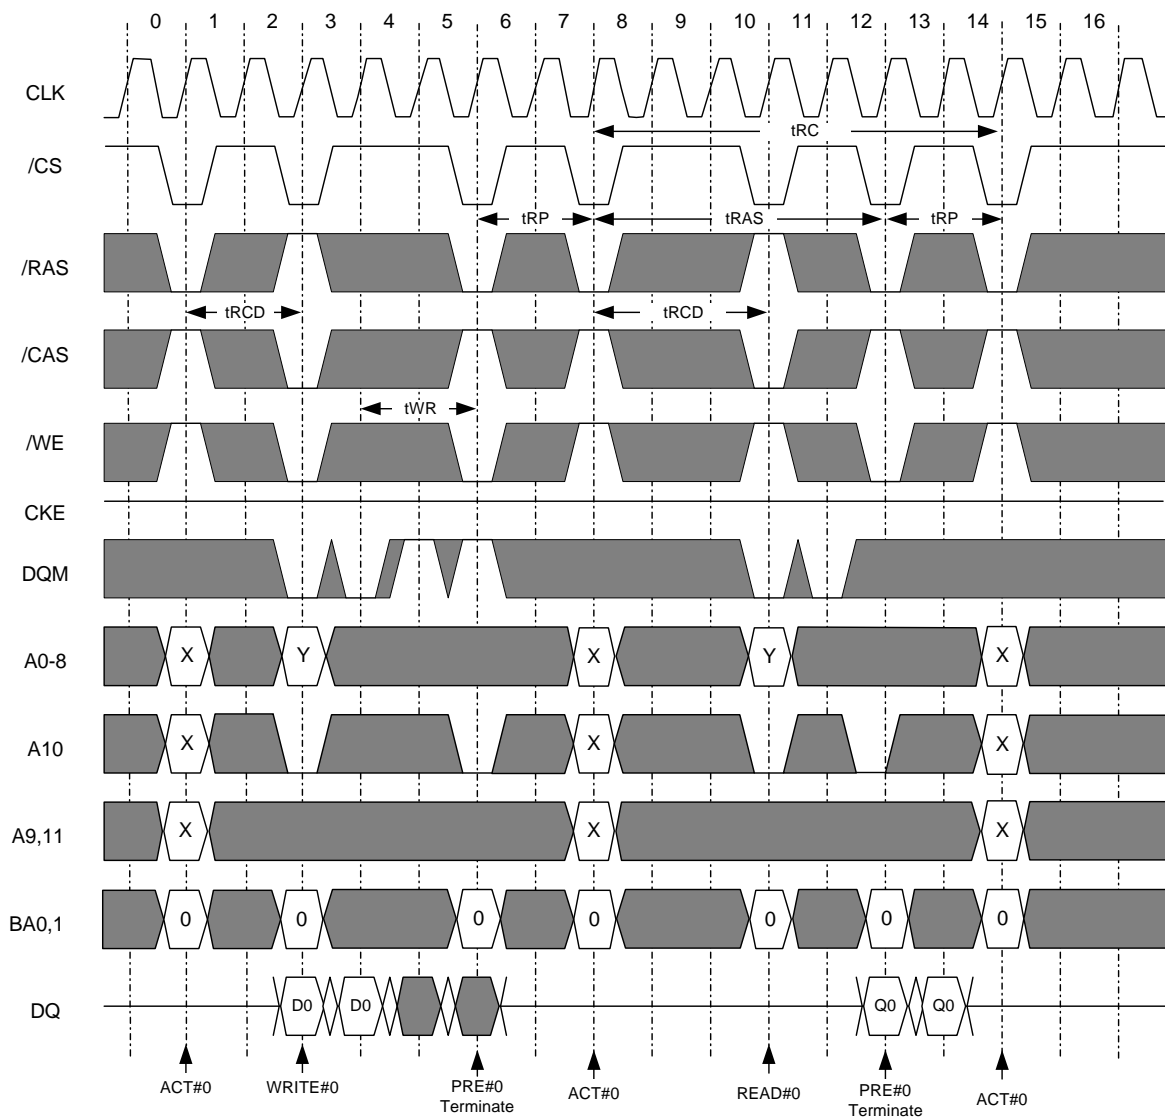 0 1 2 3 4 5 6 7 8 9 10 11 12 13 14 15 16
CLK
tRC
/CS
tRP tRAS tRP
/RAS
tRCD tRCD
/CAS
tWR
/WE
CKE
DQM
A0-8 X Y X Y X
A10 X X X
A9,11 X X X
BA0,1 0 0 0 0 0 0 0
DQ D0 D0 Q0 Q0
ACT#0 WRITE#0 PRE#0 ACT#0 READ#0 PRE#0 ACT#0
Terminate Terminate